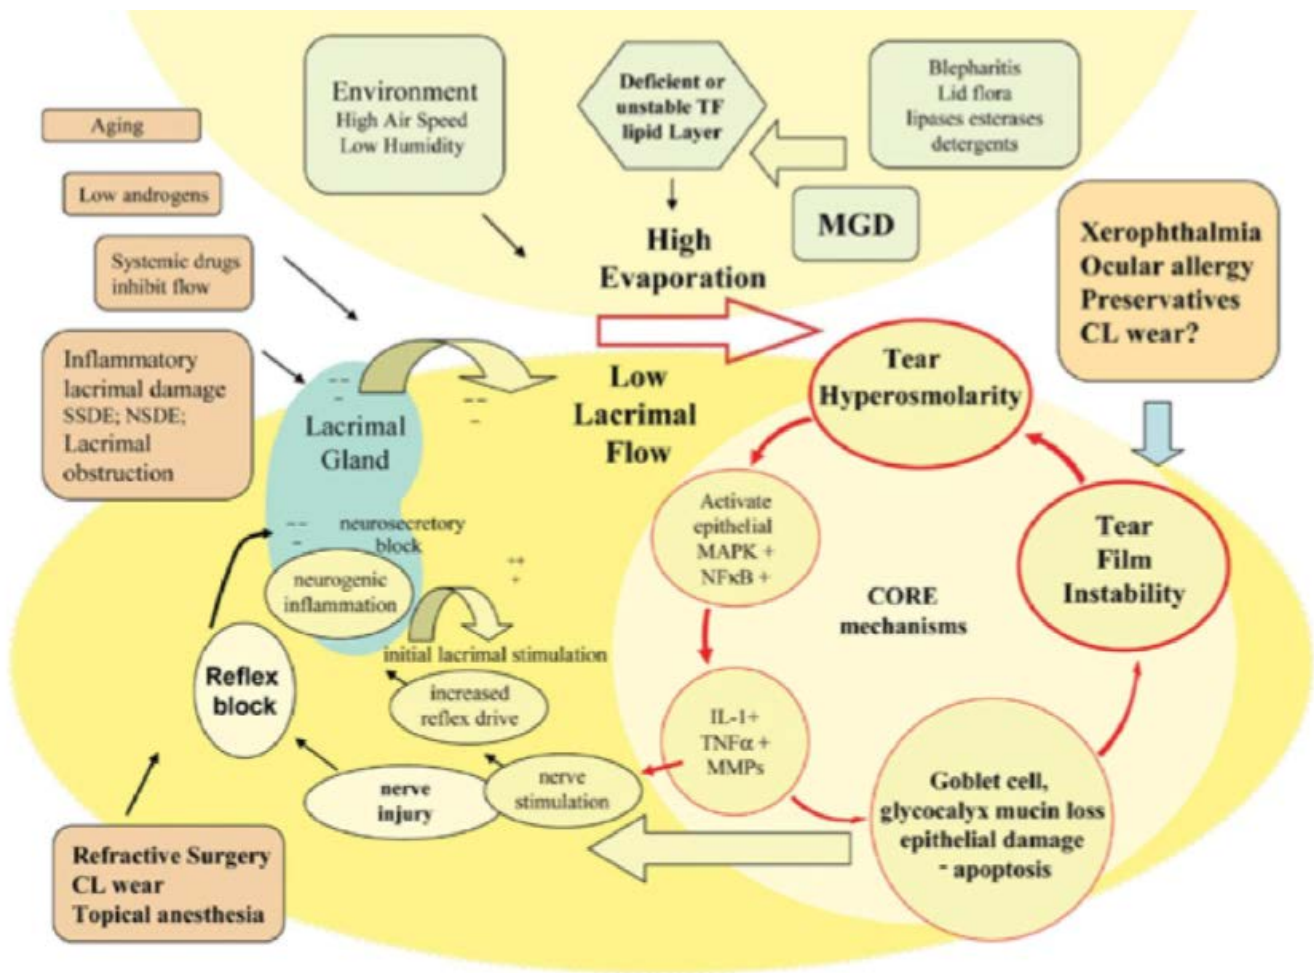 Environment
High Air Speed
Low Humidity
Deficient or
unstable TF
lipid Layer
Blepharitis
Lid flora
lipases esterases
detergents
MGD
High
Evaporation
Aging
Low androgens
Systemic drugs
inhibit flow
Inflammatory
lacrimal damage
SSDE; NSDE;
Lacrimal
obstruction
Xerophthalmia
Ocular allergy
Preservatives
CL wear?
-- 
-
Lacrimal
Gland
--
-
Low
Lacrimal
Flow
Tear
Hyperosmolarity
Activate
epithelial
MAPK +
NFκB +
CORE
mechanisms
Tear
Film
Instability
--
-
neurosecretory
block
++
+
neurogenic
inflammation
initial lacrimal stimulation
increased
reflex drive
Reflex
block
IL-1+
TNFα +
MMPs
nerve
injury
nerve
stimulation
Goblet cell,
glycocalyx mucin loss
epithelial damage
- apoptosis
Refractive Surgery
CL wear
Topical anesthesia